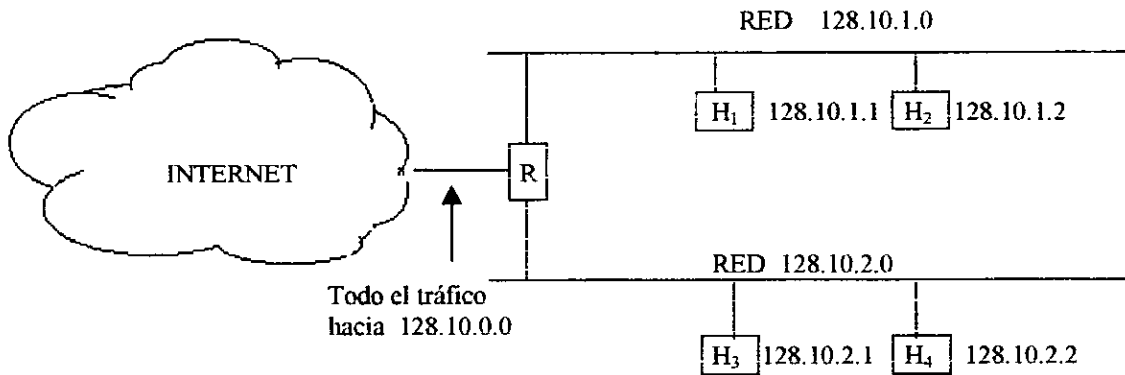 RED 128.10.1.0
H1 128.10.1.1 H2 128.10.1.2
INTERNET
R
RED 128.10.2.0
Todo el tráfico
hacia 128.10.0.0
H3 128.10.2.1 H4 128.10.2.2